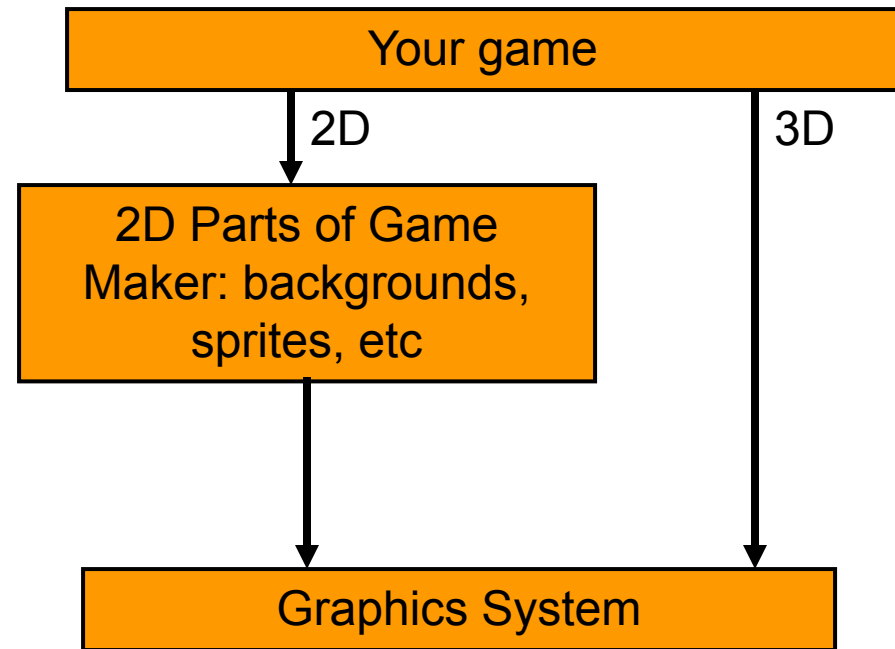 Your game
2D
3D
2D Parts of Game
Maker: backgrounds,
sprites, etc
Graphics System